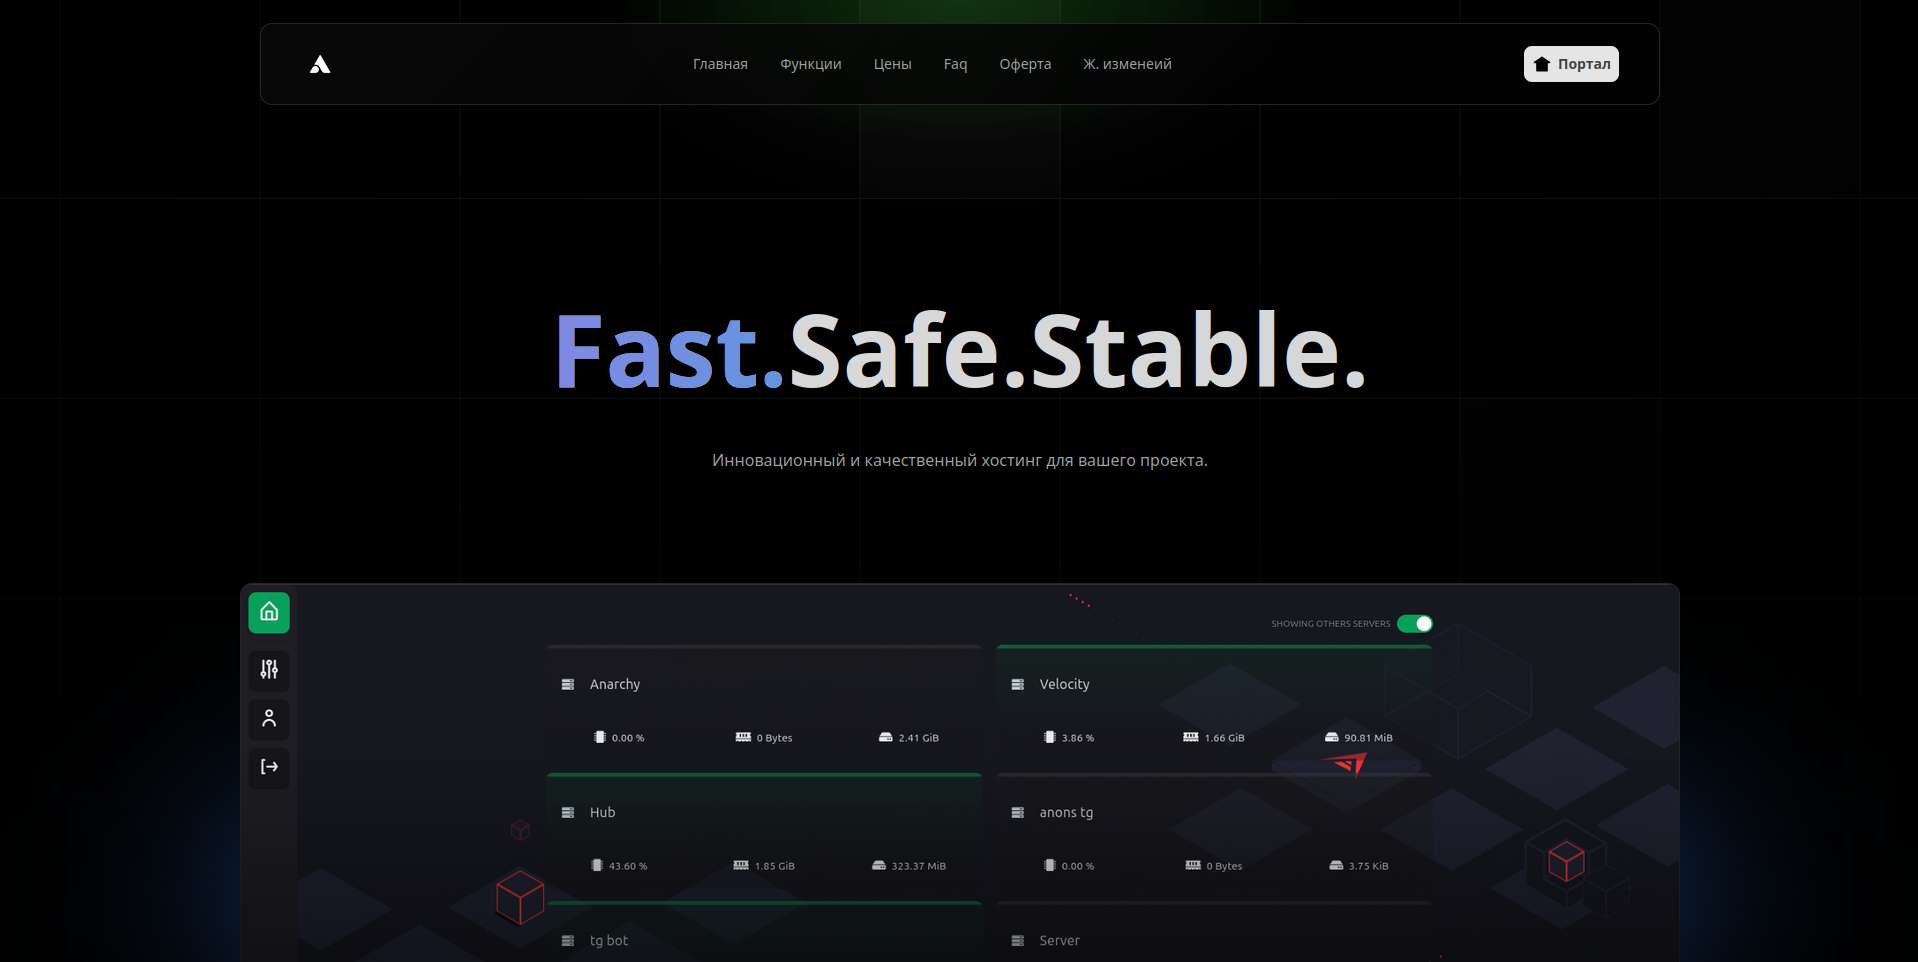 Главная Функции Цены Faq Оферта Ж. изменеий Портал
Fast.Safe.Stable.
Инновационный и качественный хостинг для вашего проекта.
SHOWING OTHERS SERVERS
Anarchy
0.00 % 0 Bytes 2.41 GiB
Velocity
3.86 % 1.66 GiB 90.81 MiB
Hub
43.60 % 1.85 GiB 323.37 MiB
anons tg
0.00 % 0 Bytes 3.75 KiB
tg bot
Server